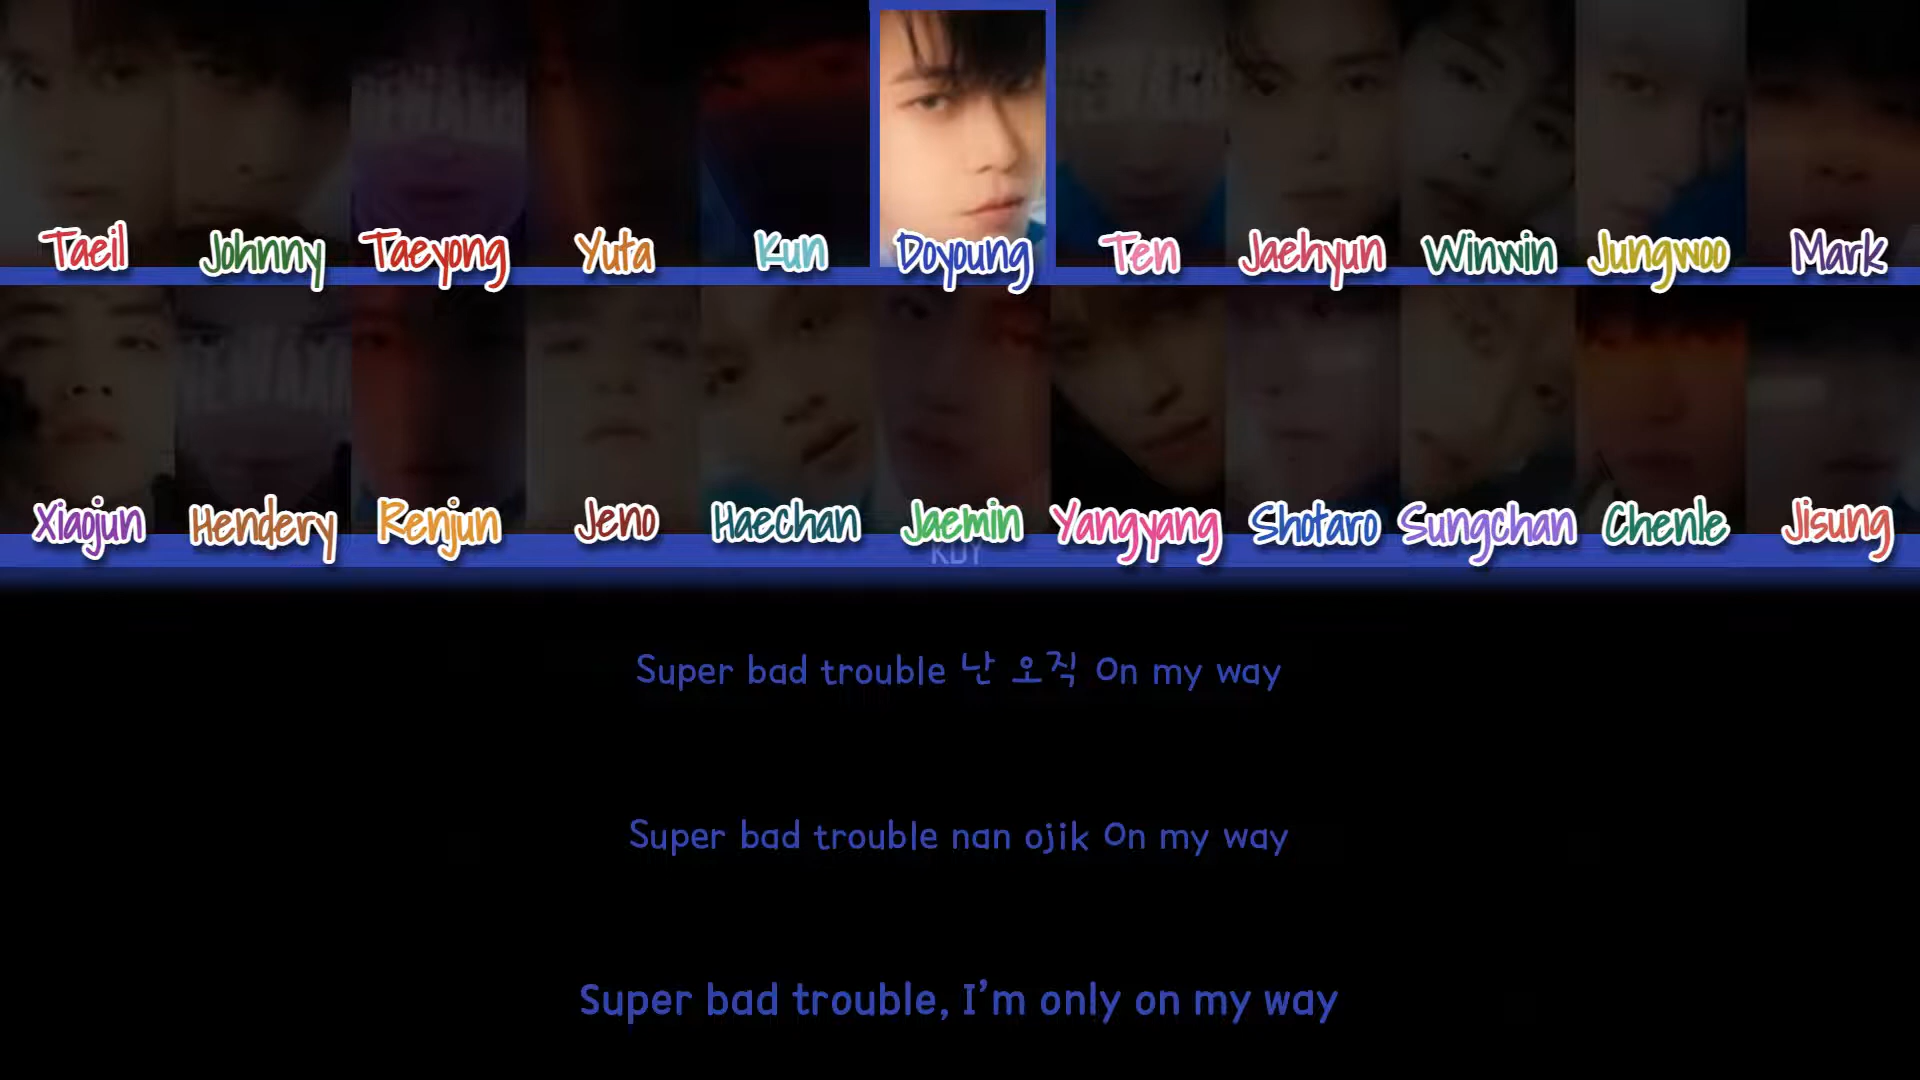 Taeil Johnny Taeyong Yuta Kun Doyoung Ten Jaehyun Winwin Jungwoo Mark
Xiaojun Hendery Renjun Jeno Haechan Jaemin Yangyang Shotaro Sungchan Chenle Jisung
KDY
Super bad trouble 난 오직 On my way
Super bad trouble nan ojik On my way
Super bad trouble, I'm only on my way